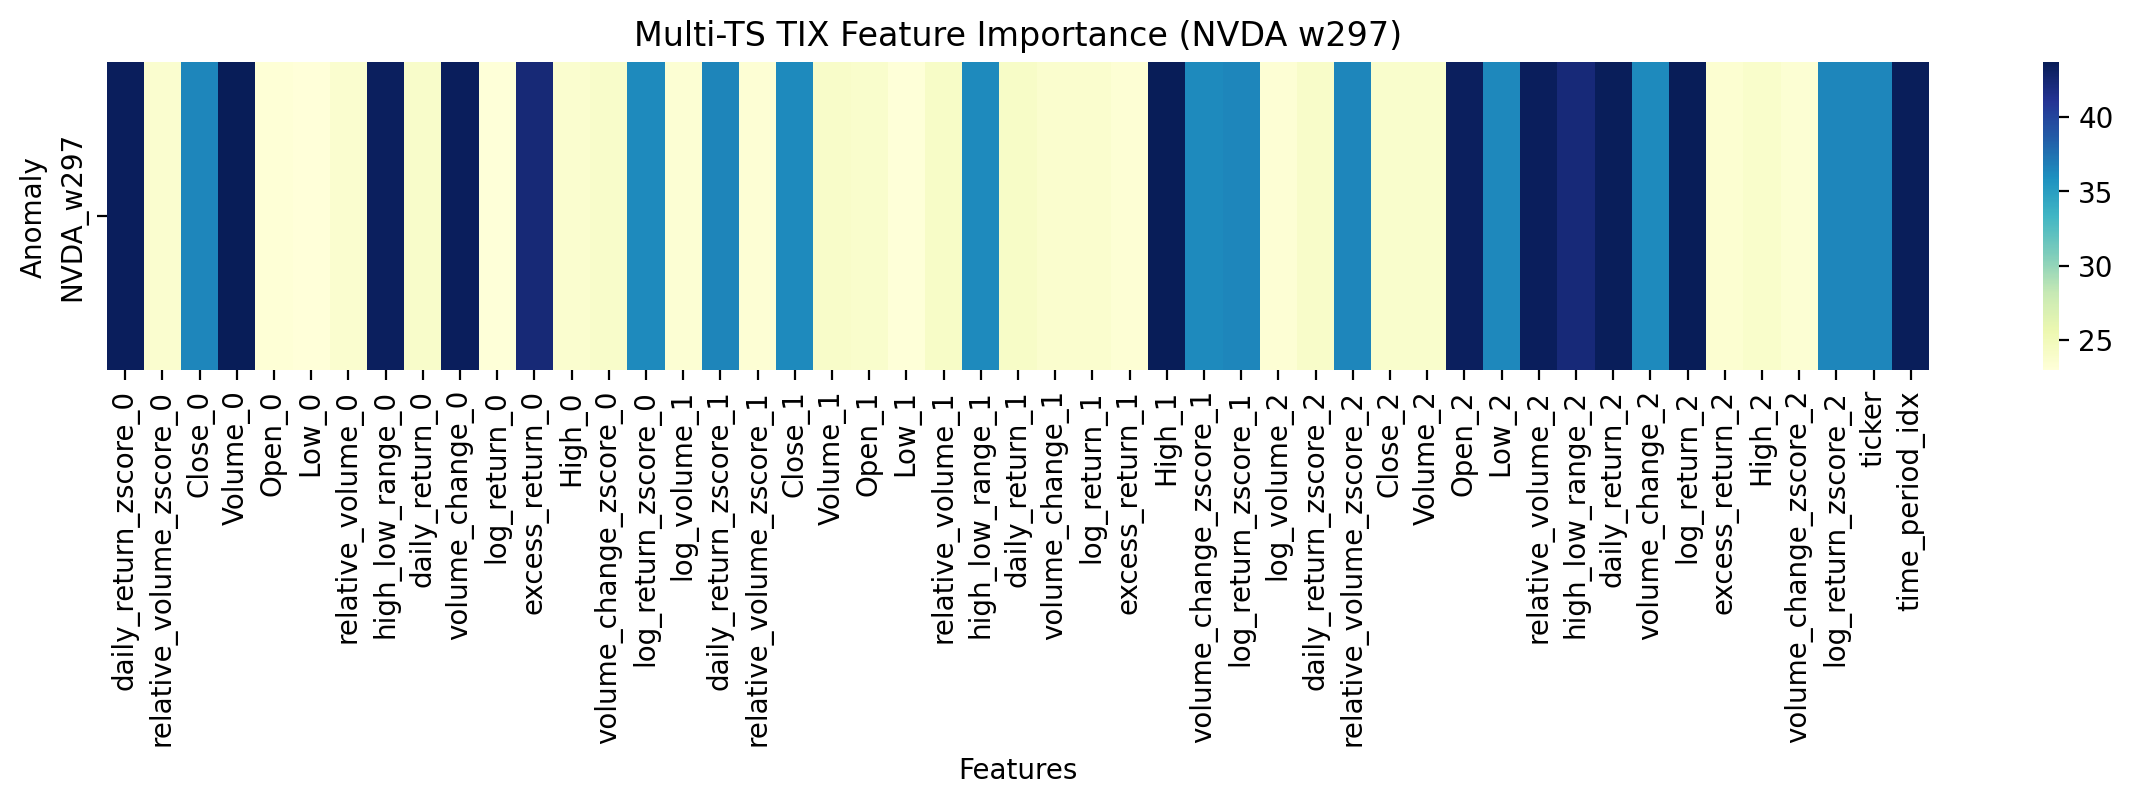 Multi-TS TIX Feature Importance (NVDA w297)
Anomaly
NVDA_w297
40
35
30
25
daily_return_zscore_0
relative_volume_zscore_0
Close_0
Volume_0
Open_0
Low_0
relative_volume_0
high_low_range_0
daily_return_0
volume_change_0
log_return_0
excess_return_0
High_0
volume_change_zscore_0
log_return_zscore_0
log_volume_1
daily_return_zscore_1
relative_volume_zscore_1
Close_1
Volume_1
Open_1
Low_1
relative_volume_1
high_low_range_1
daily_return_1
volume_change_1
log_return_1
excess_return_1
High_1
volume_change_zscore_1
log_return_zscore_1
log_volume_2
daily_return_zscore_2
relative_volume_zscore_2
Close_2
Volume_2
Open_2
Low_2
relative_volume_2
high_low_range_2
daily_return_2
volume_change_2
log_return_2
excess_return_2
High_2
volume_change_zscore_2
log_return_zscore_2
ticker
time_period_idx
Features